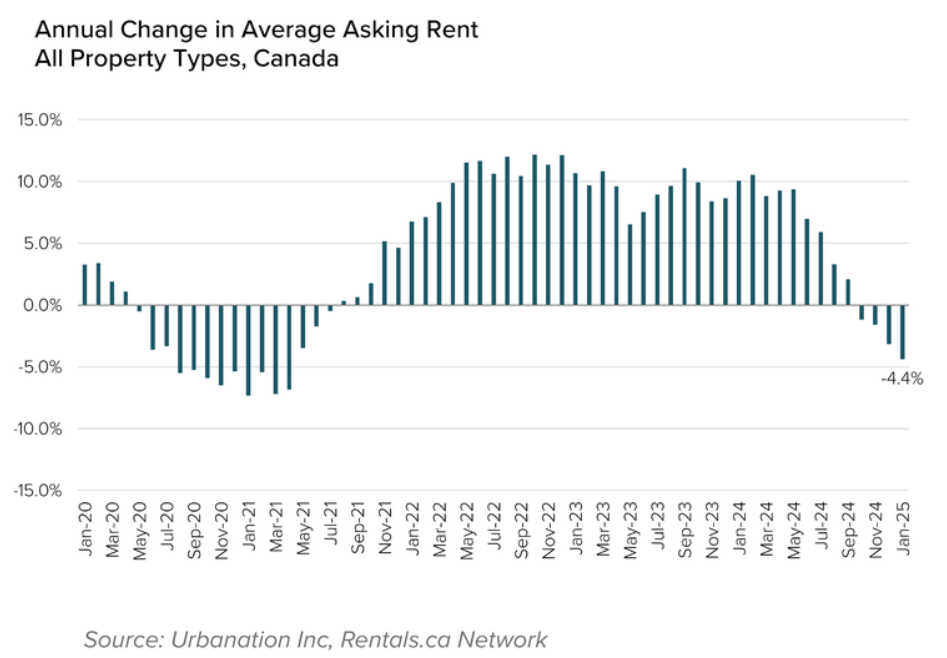 Annual Change in Average Asking Rent
All Property Types, Canada
15.0%
10.0%
5.0%
0.0%
-5.0%
-4.4%
-10.0%
-15.0%
Jan-20
Mar-20
May-20
Jul-20
Sep-20
Nov-20
Jan-21
Mar-21
May-21
Jul-21
Sep-21
Nov-21
Jan-22
Mar-22
May-22
Jul-22
Sep-22
Nov-22
Jan-23
Mar-23
May-23
Jul-23
Sep-23
Nov-23
Jan-24
Mar-24
May-24
Jul-24
Sep-24
Nov-24
Jan-25
Source: Urbanation Inc, Rentals.ca Network